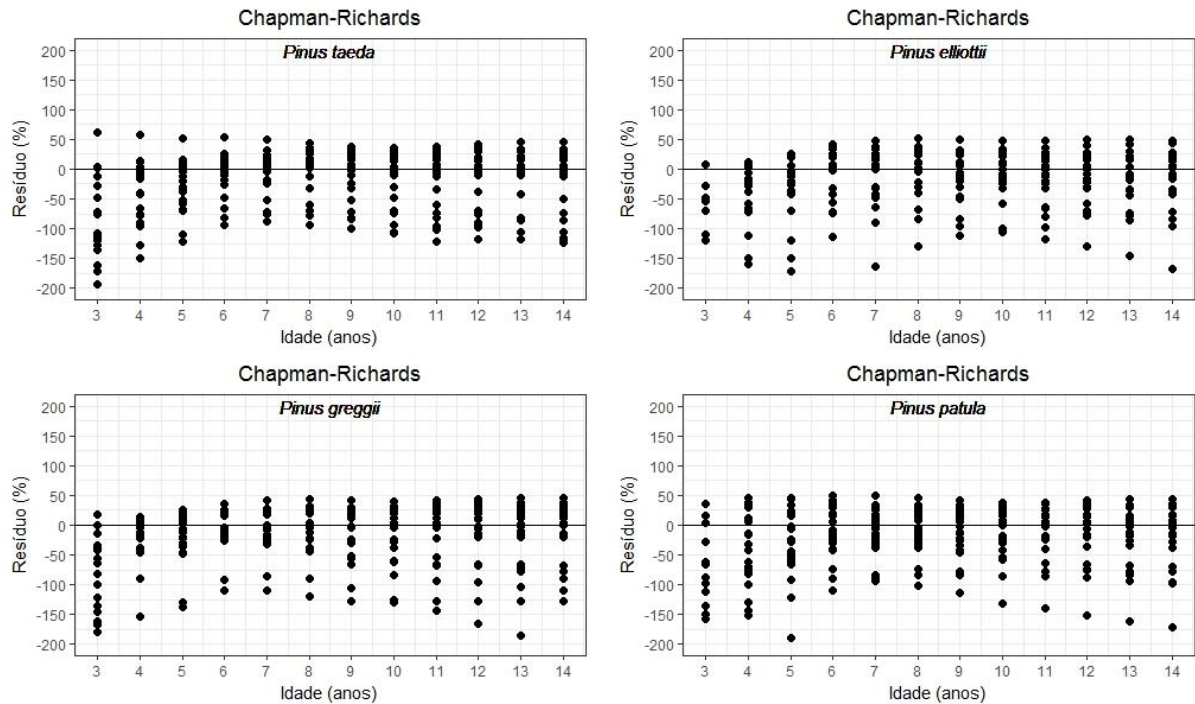 Chapman-Richards
Pinus taeda
Resíduo (%)
200
150
100
50
0
-50
-100
-150
-200
3 4 5 6 7 8 9 10 11 12 13 14
Idade (anos)
Chapman-Richards
Pinus elliottii
Resíduo (%)
200
150
100
50
0
-50
-100
-150
-200
3 4 5 6 7 8 9 10 11 12 13 14
Idade (anos)
Chapman-Richards
Pinus greggii
Resíduo (%)
200
150
100
50
0
-50
-100
-150
-200
3 4 5 6 7 8 9 10 11 12 13 14
Idade (anos)
Chapman-Richards
Pinus patula
Resíduo (%)
200
150
100
50
0
-50
-100
-150
-200
3 4 5 6 7 8 9 10 11 12 13 14
Idade (anos)